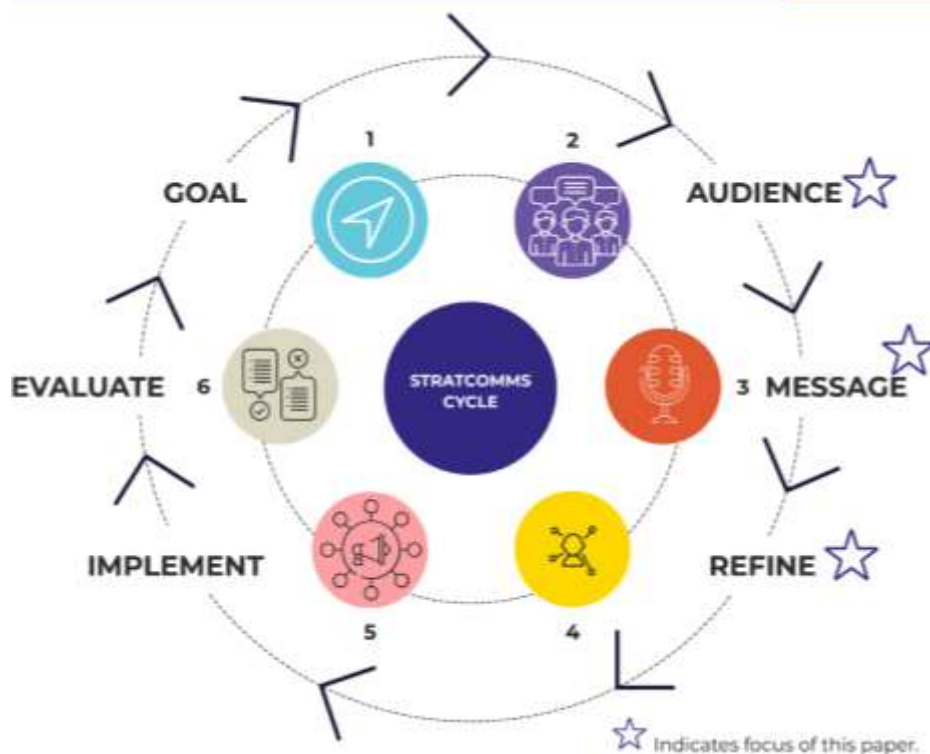 1
2
GOAL
AUDIENCE
STRATCOMMS
CYCLE
EVALUATE
6
3
MESSAGE
IMPLEMENT
REFINE
5
4
Indicates focus of this paper.